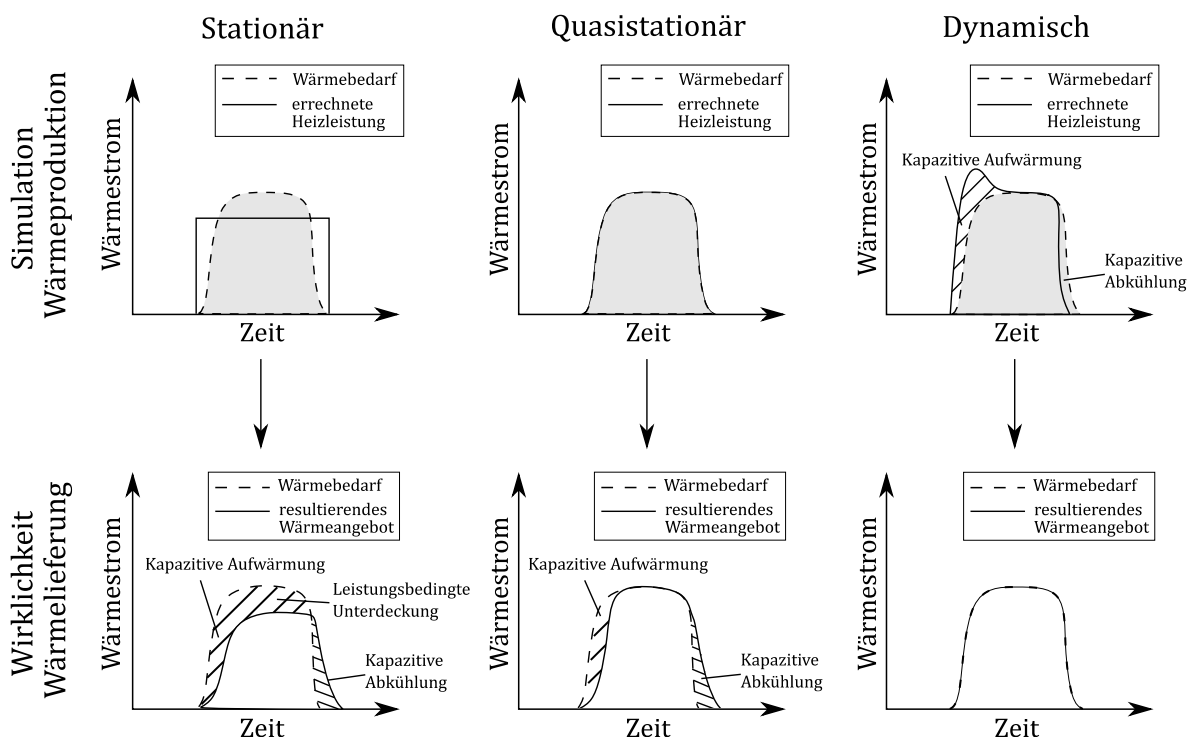 Stationär
Quasistationär
Dynamisch
Simulation
Wärmeproduktion
Wärmebedarf
errechnete
Heizleistung
Wärmestrom
Zeit
Wärmebedarf
errechnete
Heizleistung
Wärmestrom
Zeit
Wärmebedarf
errechnete
Heizleistung
Kapazitive Aufwärmung
Wärmestrom
Kapazitive
Abkühlung
Zeit
Wirklichkeit
Wärmelieferung
Wärmebedarf
resultierendes
Wärmeangebot
Kapazitive Aufwärmung
Leistungsbedingte
Unterdeckung
Wärmestrom
Kapazitive
Abkühlung
Zeit
Wärmebedarf
resultierendes
Wärmeangebot
Kapazitive Aufwärmung
Wärmestrom
Kapazitive
Abkühlung
Zeit
Wärmebedarf
resultierendes
Wärmeangebot
Wärmestrom
Zeit